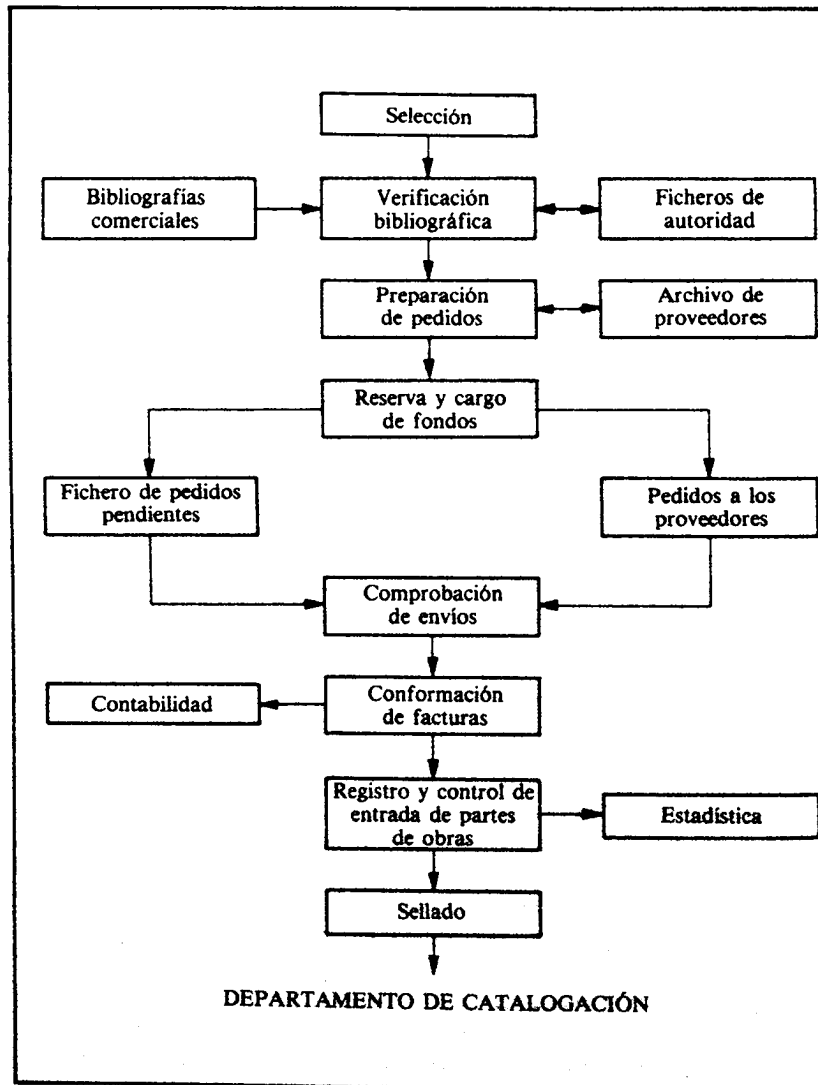 Selección
Bibliografías
comerciales
Verificación
bibliográfica
Ficheros de
autoridad
Preparación
de pedidos
Archivo de
proveedores
Reserva y cargo
de fondos
Fichero de pedidos
pendientes
Pedidos a los
proveedores
Comprobación
de envíos
Contabilidad
Conformación
de facturas
Registro y control de
entrada de partes
de obras
Estadística
Sellado
DEPARTAMENTO DE CATALOGACIÓN